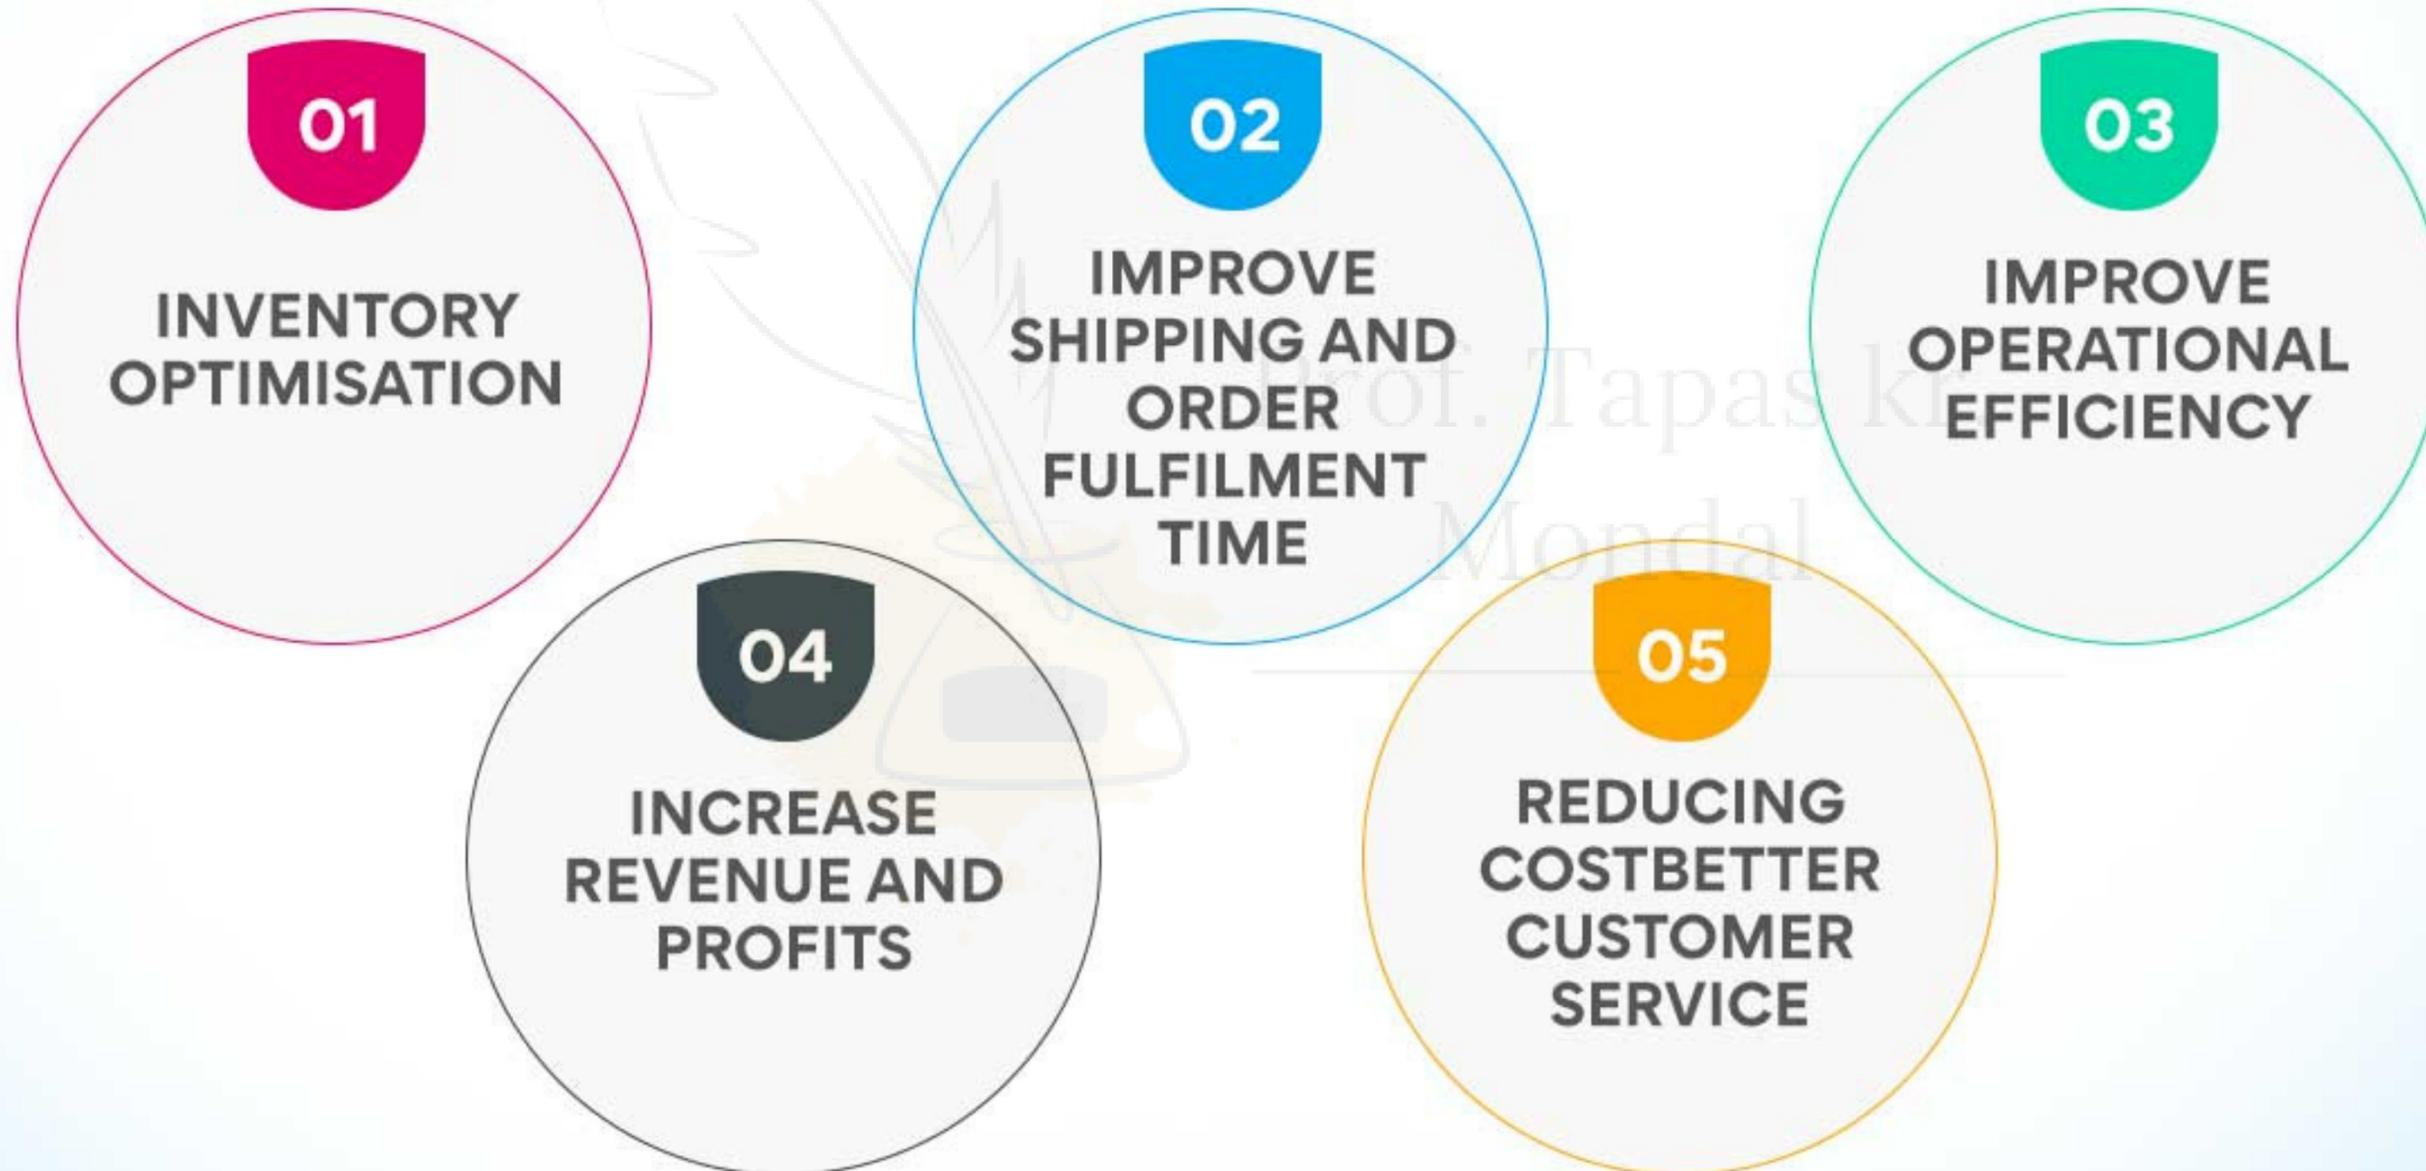 01
INVENTORY
OPTIMISATION
02
IMPROVE
SHIPPING AND
ORDER
FULFILMENT
TIME
03
IMPROVE
OPERATIONAL
EFFICIENCY
Prof. Tapas kr
Mondal
04
INCREASE
REVENUE AND
PROFITS
05
REDUCING
COSTBETTER
CUSTOMER
SERVICE